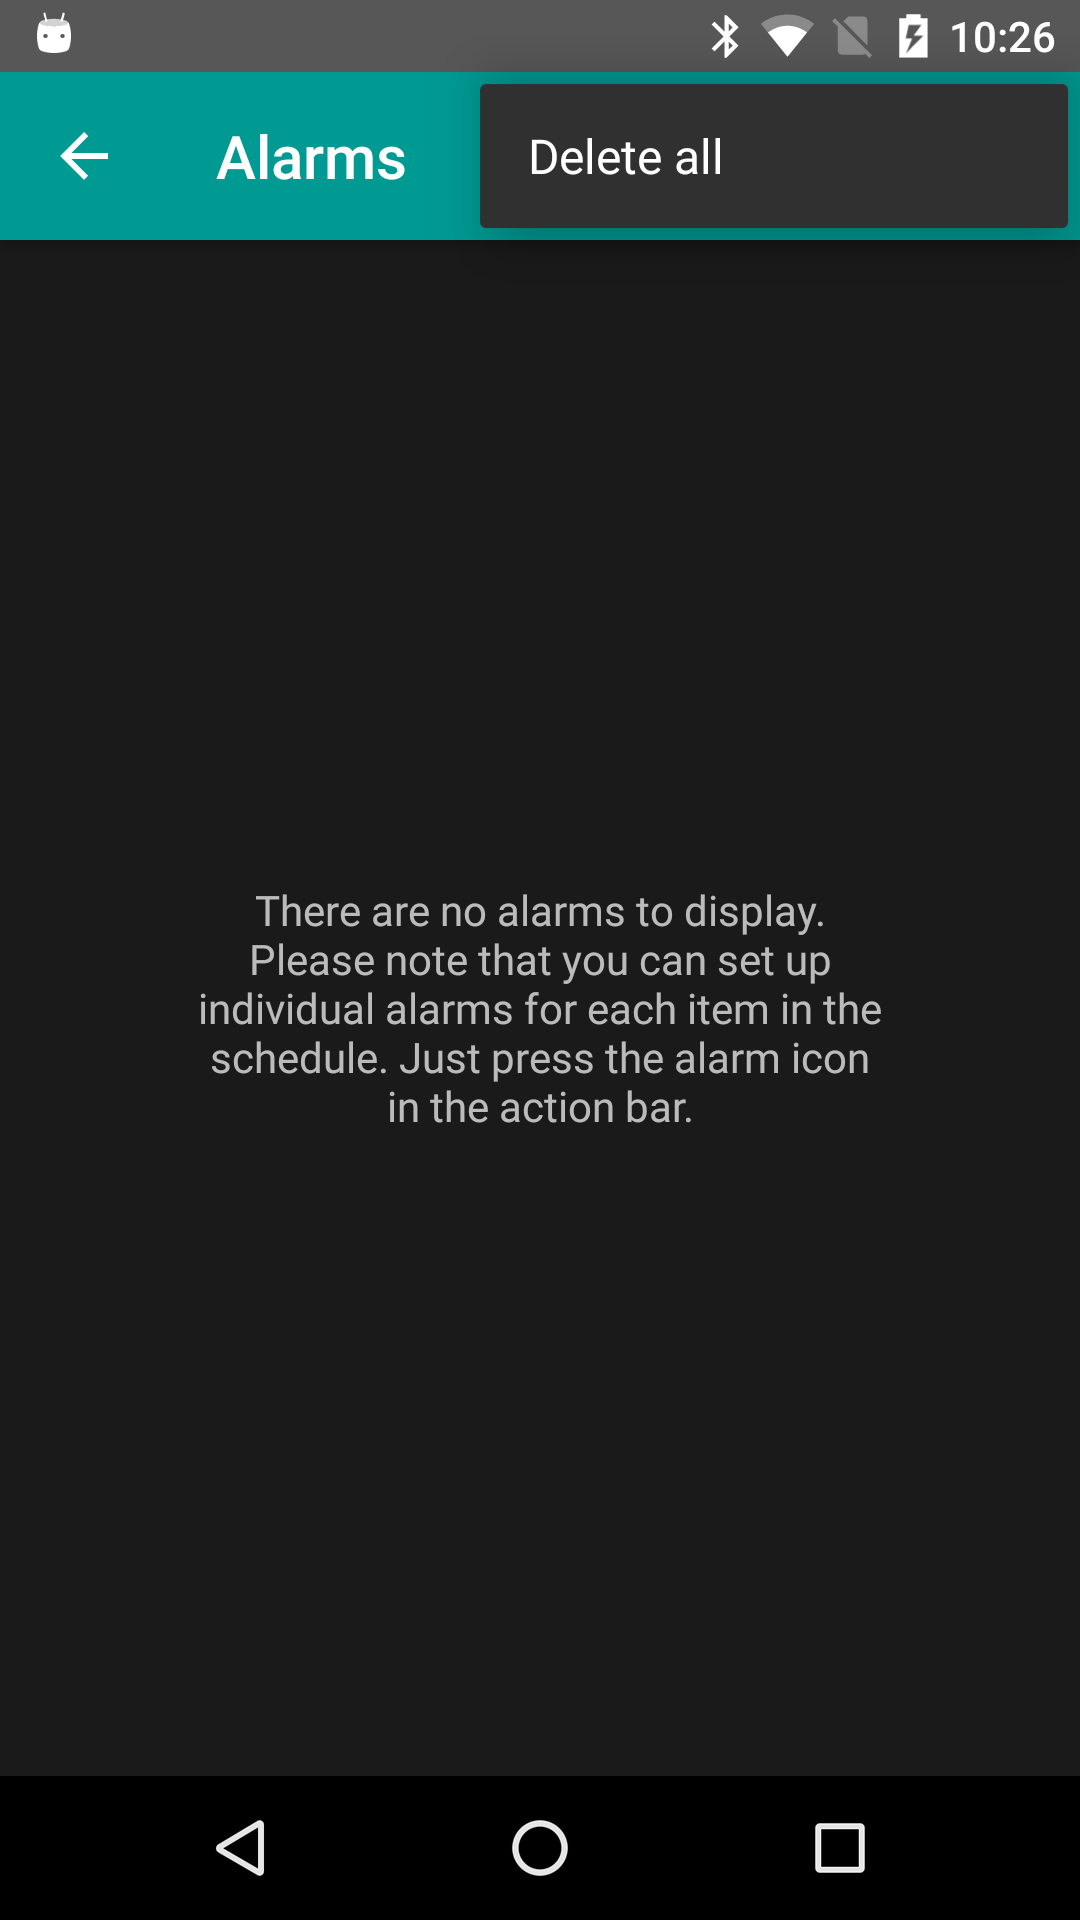 10:26
Alarms
Delete all
There are no alarms to display.
Please note that you can set up
individual alarms for each item in the
schedule. Just press the alarm icon
in the action bar.